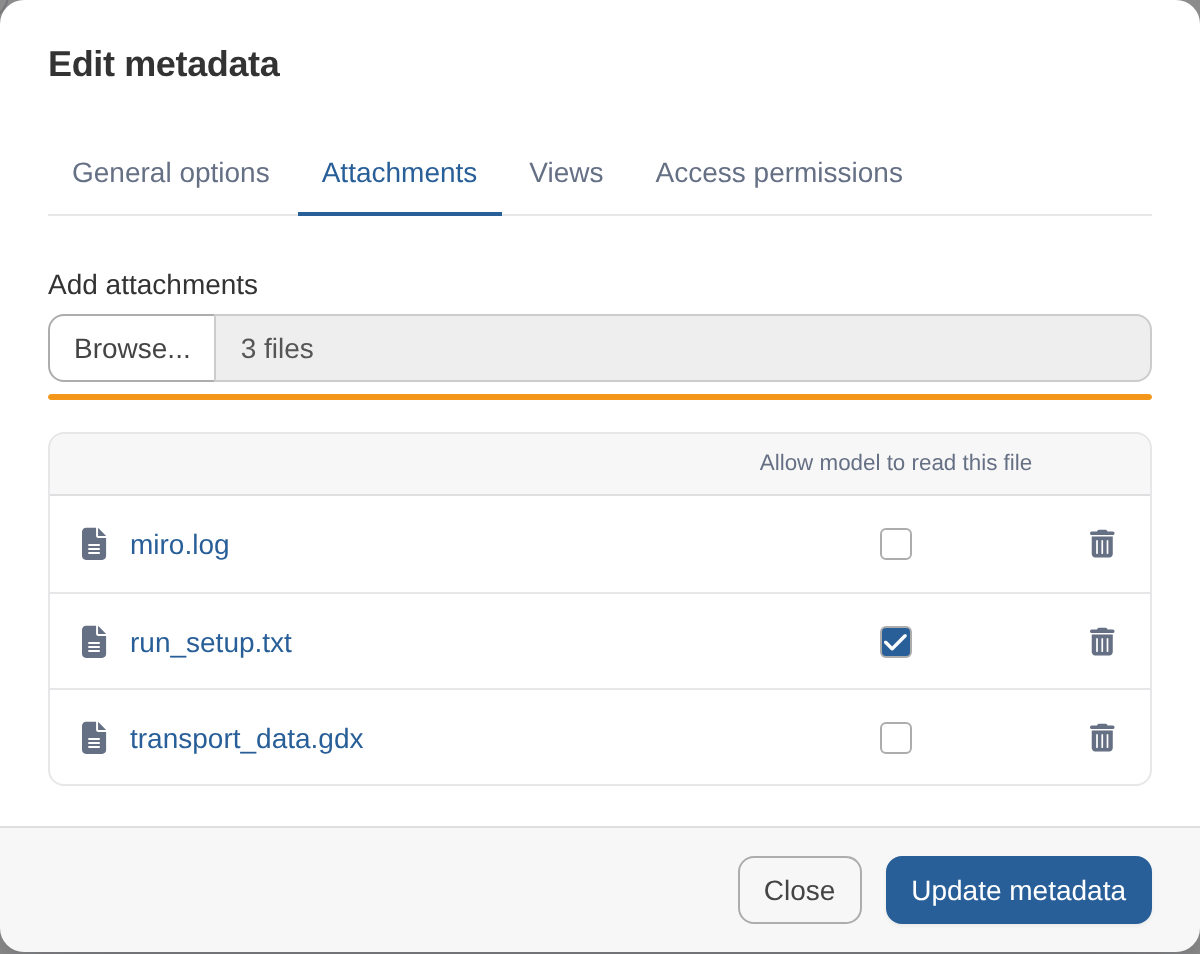 Edit metadata
General options Attachments Views Access permissions
Add attachments
Browse... 3 files
Allow model to read this file
miro.log
run_setup.txt
transport_data.gdx
Close Update metadata